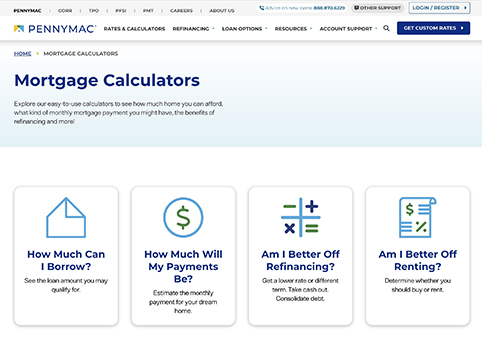 PENNYMAC CORR TPO PFSI PMT CAREERS ABOUT US Advice on new loans: 888.870.6229 OTHER SUPPORT LOGIN / REGISTER
PENNYMAC RATES & CALCULATORS REFINANCING LOAN OPTIONS RESOURCES ACCOUNT SUPPORT GET CUSTOM RATES
HOME > MORTGAGE CALCULATORS
Mortgage Calculators
Explore our easy-to-use calculators to see how much home you can afford,
what kind of monthly mortgage payment you might have, the benefits of
refinancing and more!
How Much Can
I Borrow?
See the loan amount you may
qualify for.
How Much Will
My Payments
Be?
Estimate the monthly
payment for your dream
home.
Am I Better Off
Refinancing?
Get a lower rate or different
term. Take cash out.
Consolidate debt.
Am I Better Off
Renting?
Determine whether you
should buy or rent.